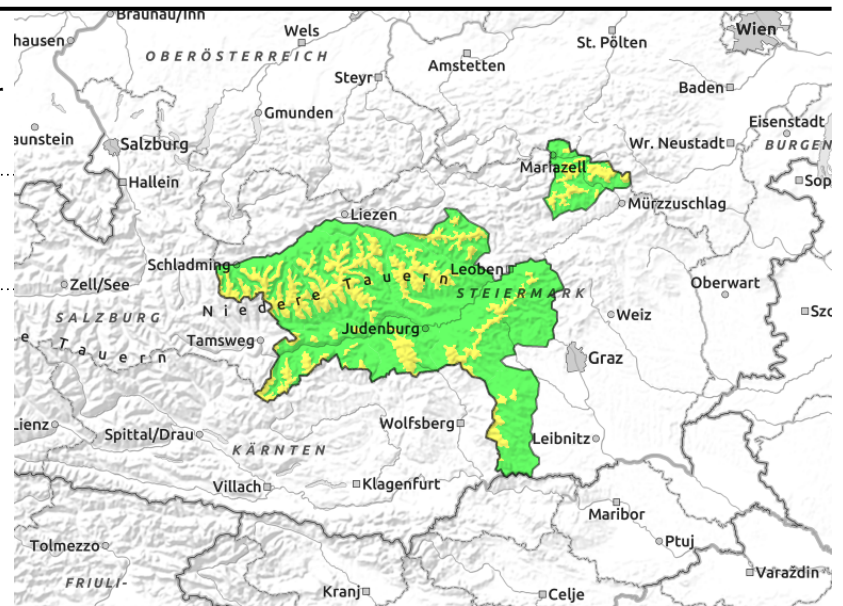 Braunau/Inn
Wels
Wien
hausen
OBERÖSTERREICH
St. Pölten
Amstetten
Steyr
Baden
Gmunden
Eisenstadt
aunstein
Salzburg
Wr. Neustadt
BURGEN
Mariazell
Hallein
Sop
Mürzzuschlag
Liezen
Schladming
Leoben
Zell/See
Niedere Tauern
STEIERMARK
Oberwart
SALZBURG
Weiz
Szo
Judenburg
e Tauern
Tamsweg
Graz
Wolfsberg
Lienz
Spittal/Drau
Leibnitz
KÄRNTEN
Villach
Klagenfurt
Maribor
Tolmezzo
Ptuj
Varaždin
FRIULI-
Kranj
Celje